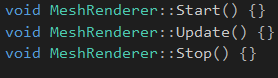 void MeshRenderer::Start() {}
void MeshRenderer::Update() {}
void MeshRenderer::Stop() {}